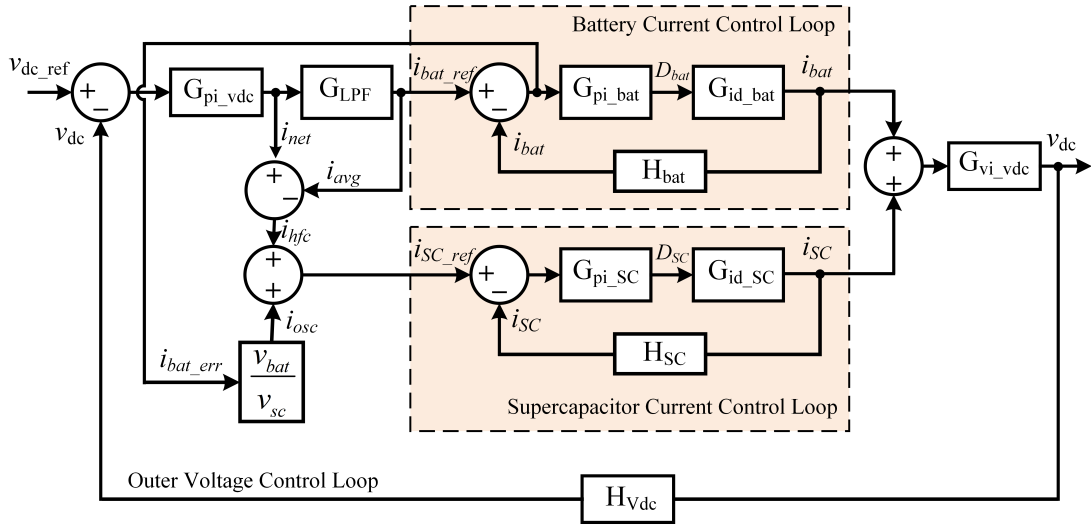 Battery Current Control Loop
v_dc_ref
+
−
v_dc
G_pi_vdc
G_LPF
i_bat_ref
+
−
G_pi_bat
D_bat
G_id_bat
i_bat
i_bat
H_bat
i_net
+
−
i_avg
+
+
G_vi_vdc
v_dc
i_hfc
+
+
i_SC_ref
+
−
G_pi_SC
D_SC
G_id_SC
i_SC
i_SC
H_SC
i_osc
i_bat_err
v_bat
v_sc
Supercapacitor Current Control Loop
Outer Voltage Control Loop
H_Vdc